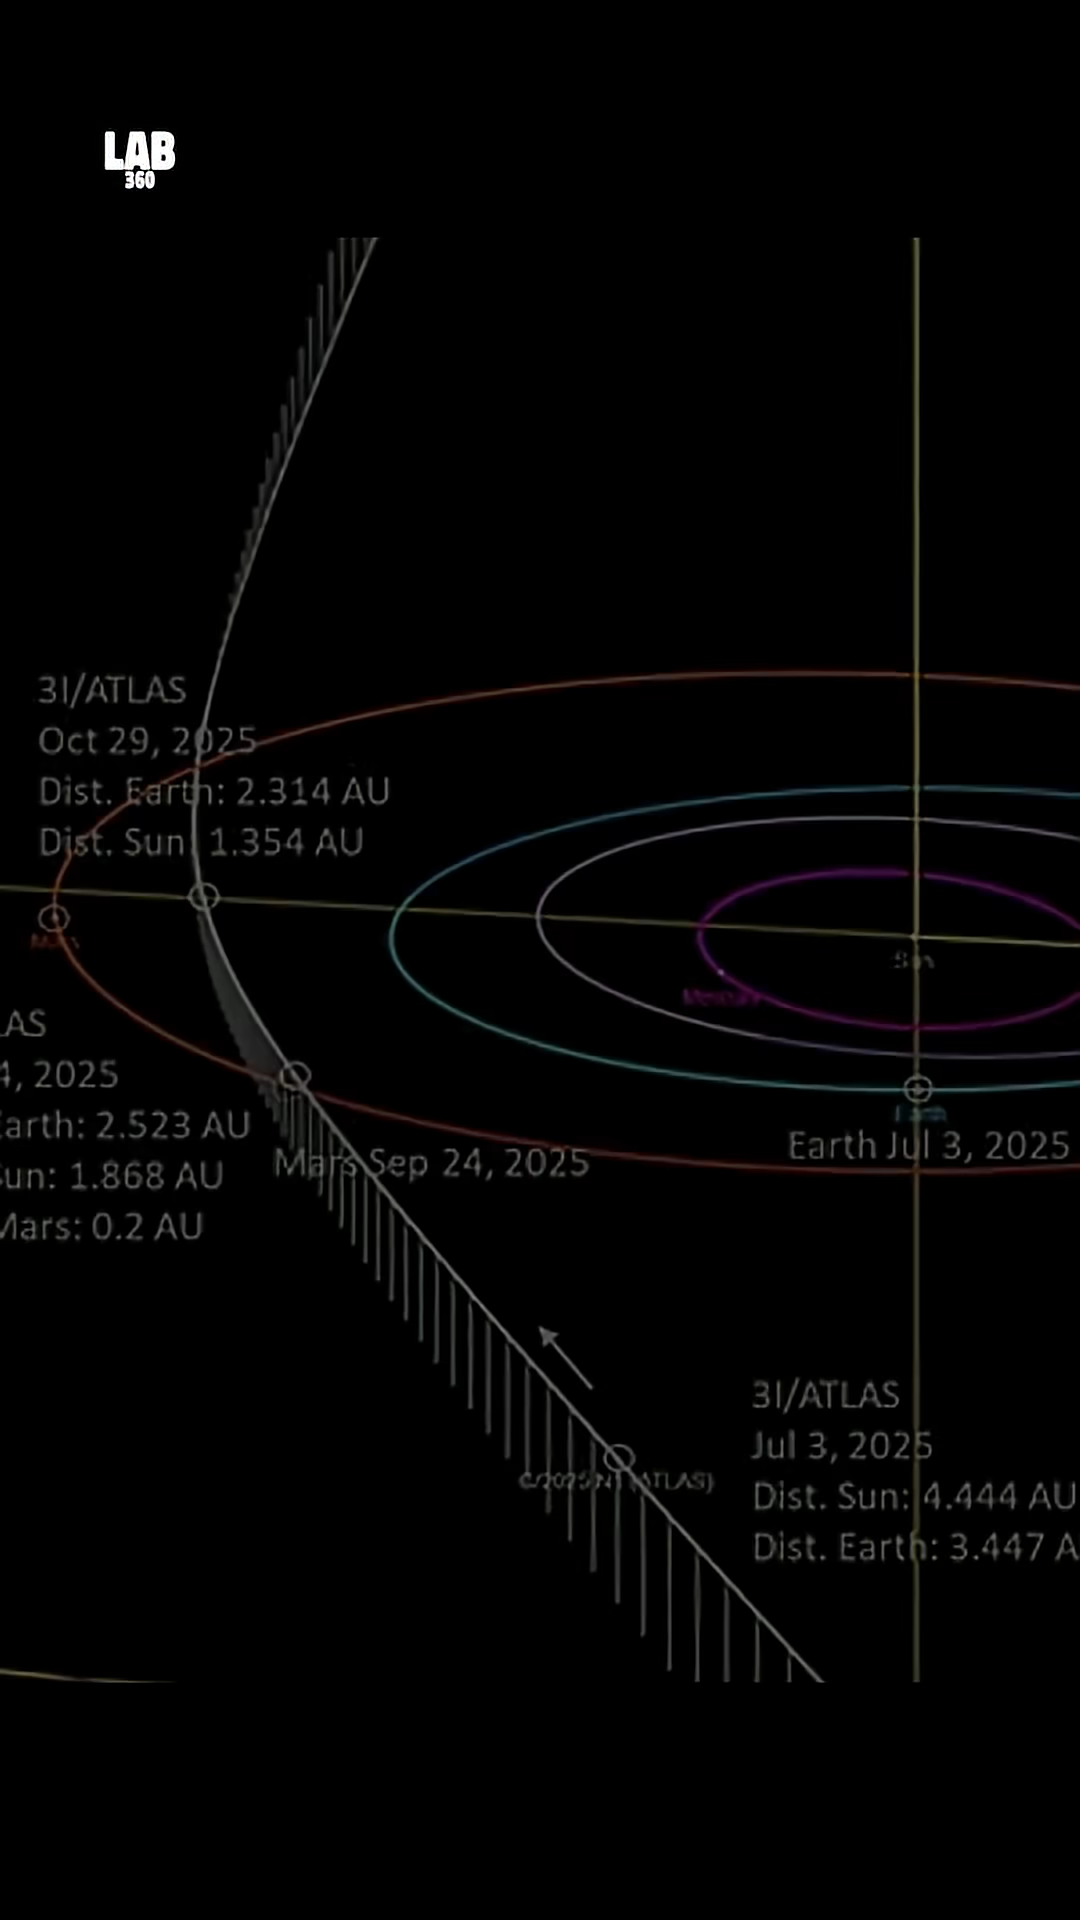 LAB
360
3I/ATLAS
Oct 29, 2025
Dist. Earth: 2.314 AU
Dist. Sun: 1.354 AU
Mars
Sun
Mercury
LAS
4, 2025
Earth: 2.523 AU
Sun: 1.868 AU
Mars: 0.2 AU
Earth
Earth Jul 3, 2025
Mars Sep 24, 2025
3I/ATLAS
Jul 3, 2025
Dist. Sun: 4.444 AU
Dist. Earth: 3.447 A
C/2025 N1 (ATLAS)